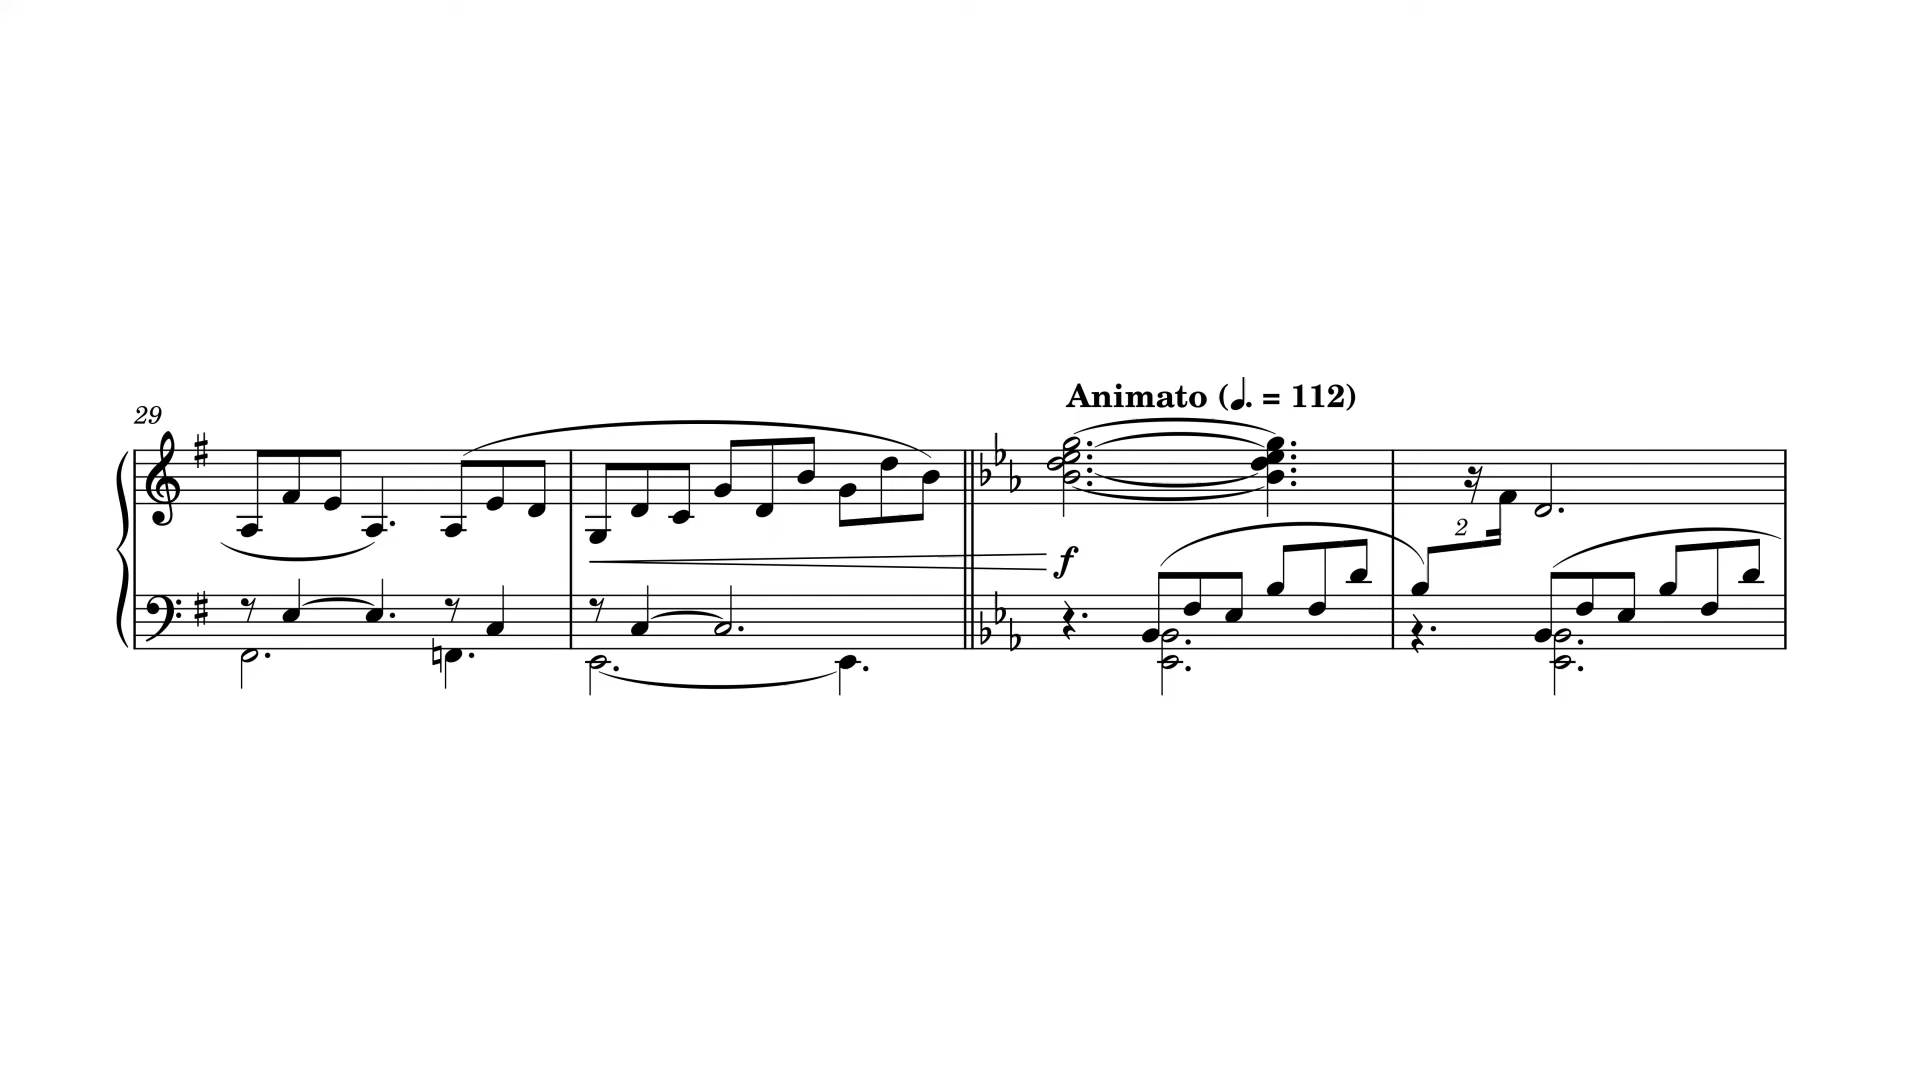 Animato (♩. = 112)
29
2
f